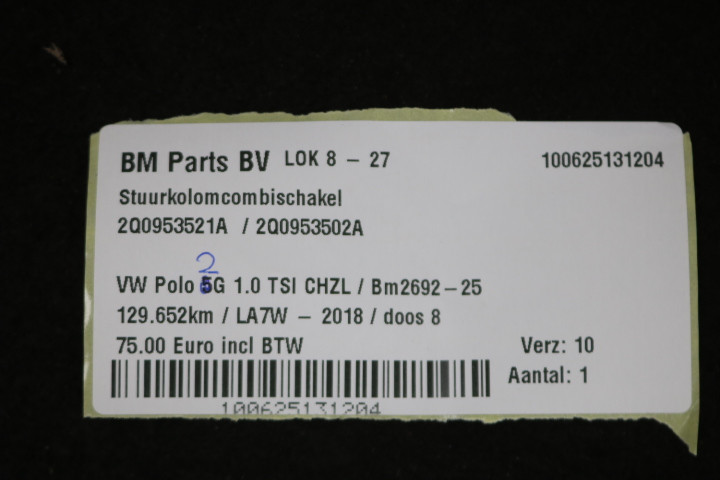 BM Parts BV LOK 8 - 27 100625131204
Stuurkolomcombischakel
2Q0953521A / 2Q0953502A
2
VW Polo 6G 1.0 TSI CHZL / Bm2692-25
129.652km / LA7W - 2018 / doos 8
75.00 Euro incl BTW Verz: 10
Aantal: 1
100625131204